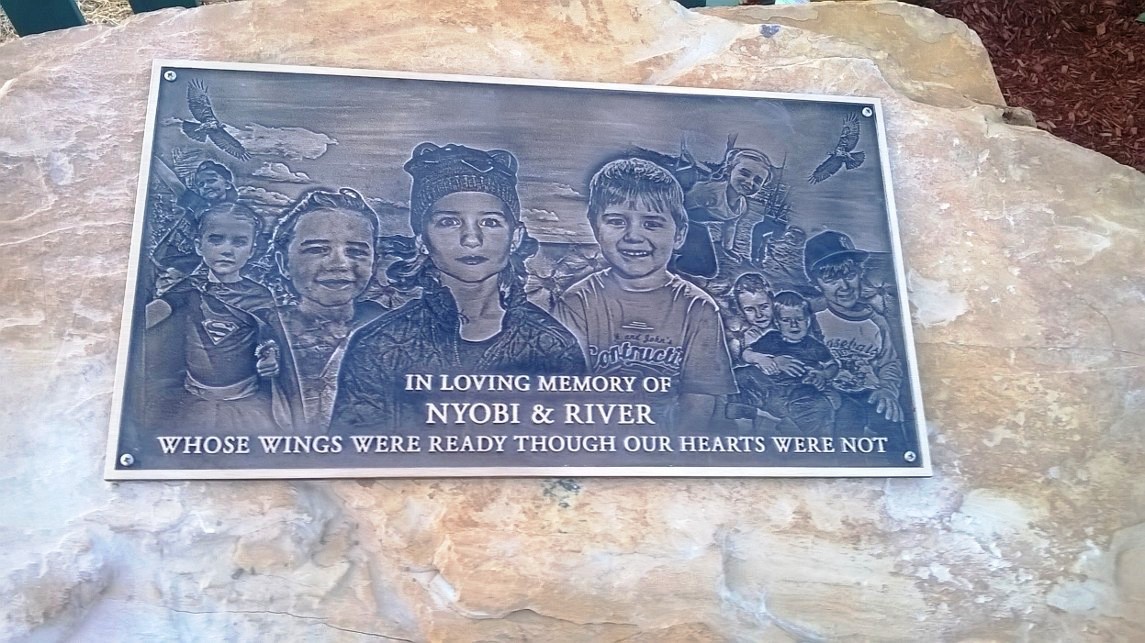 IN LOVING MEMORY OF
NYOBI & RIVER
WHOSE WINGS WERE READY THOUGH OUR HEARTS WERE NOT